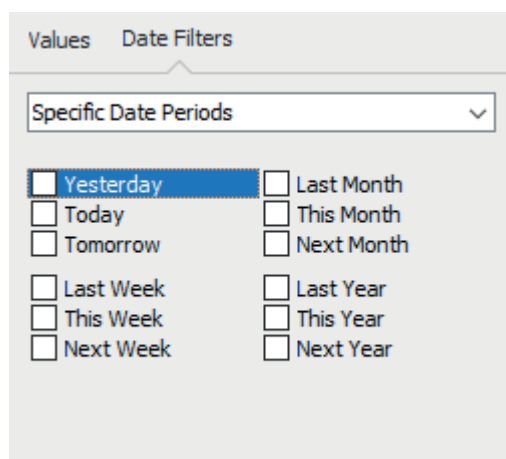 Values Date Filters
Specific Date Periods
Yesterday
Today
Tomorrow
Last Week
This Week
Next Week
Last Month
This Month
Next Month
Last Year
This Year
Next Year